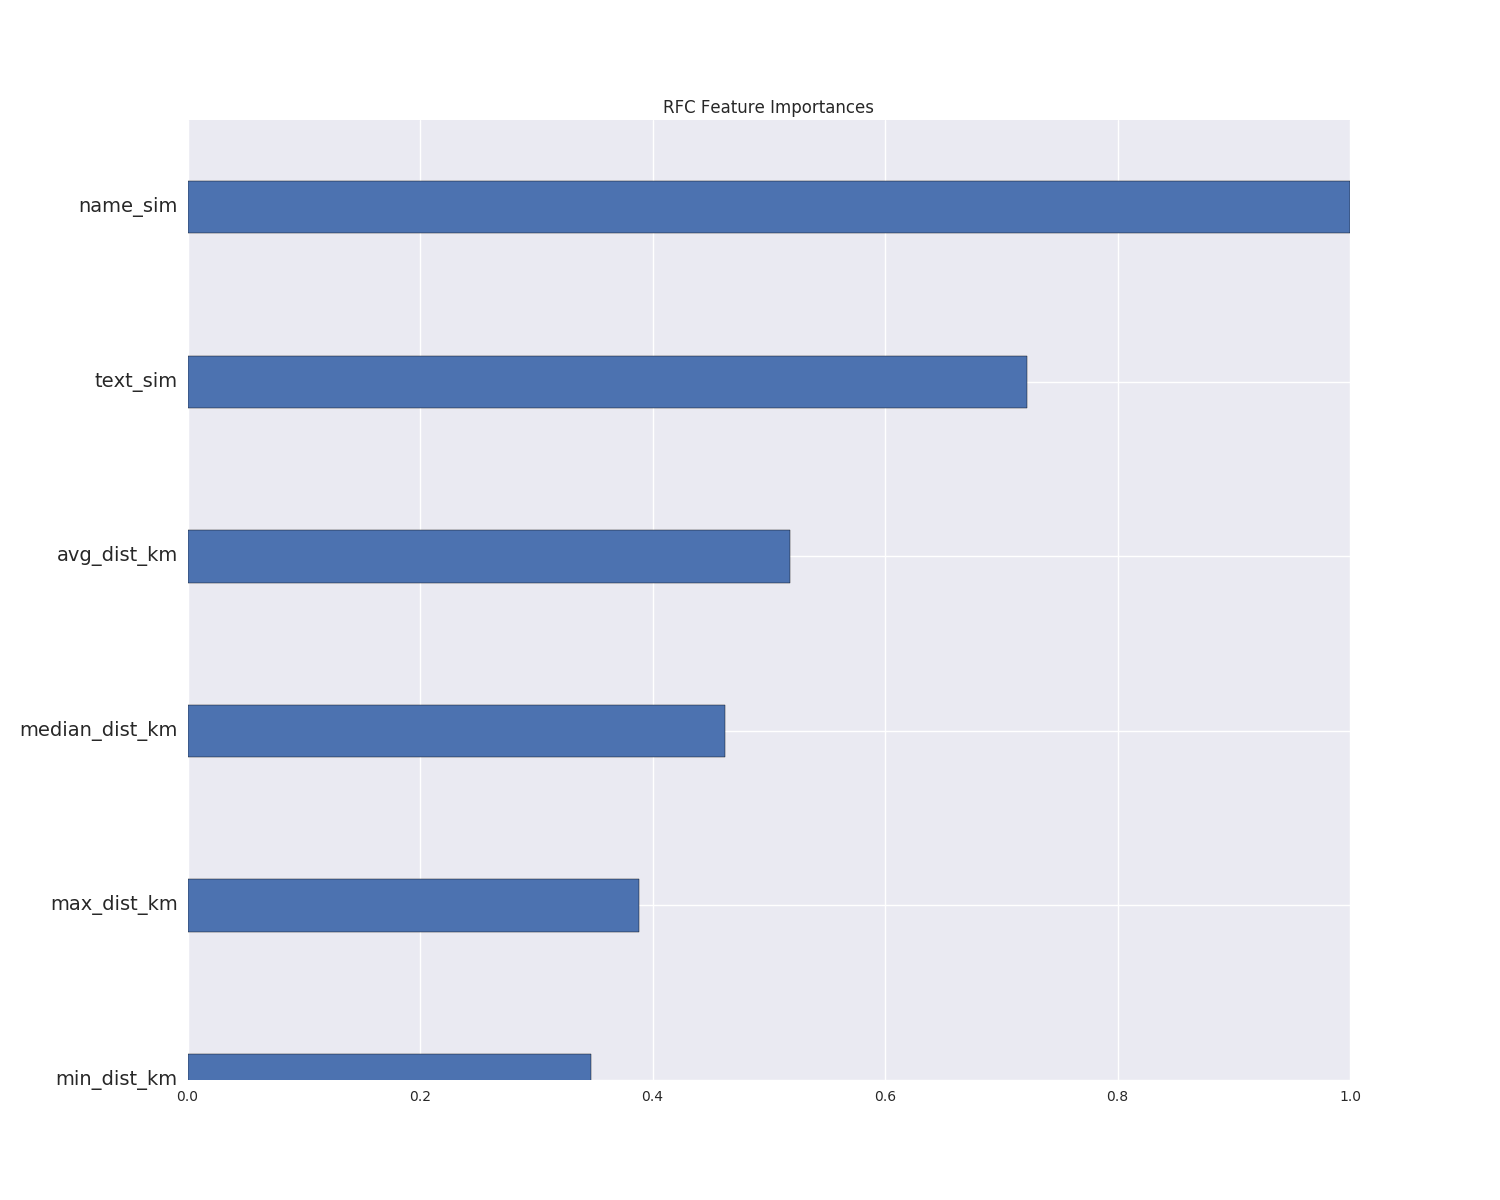 RFC Feature Importances
name_sim
text_sim
avg_dist_km
median_dist_km
max_dist_km
min_dist_km
0.0 0.2 0.4 0.6 0.8 1.0